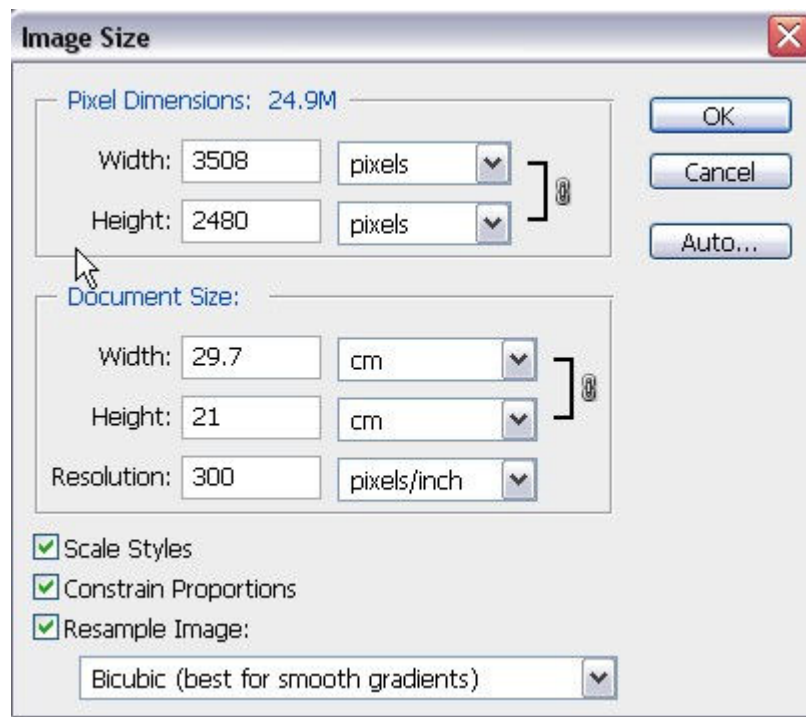 Image Size
Pixel Dimensions: 24.9M
OK
Width: 3508 pixels
Cancel
Height: 2480 pixels
Auto...
Document Size:
Width: 29.7 cm
Height: 21 cm
Resolution: 300 pixels/inch
Scale Styles
Constrain Proportions
Resample Image:
Bicubic (best for smooth gradients)